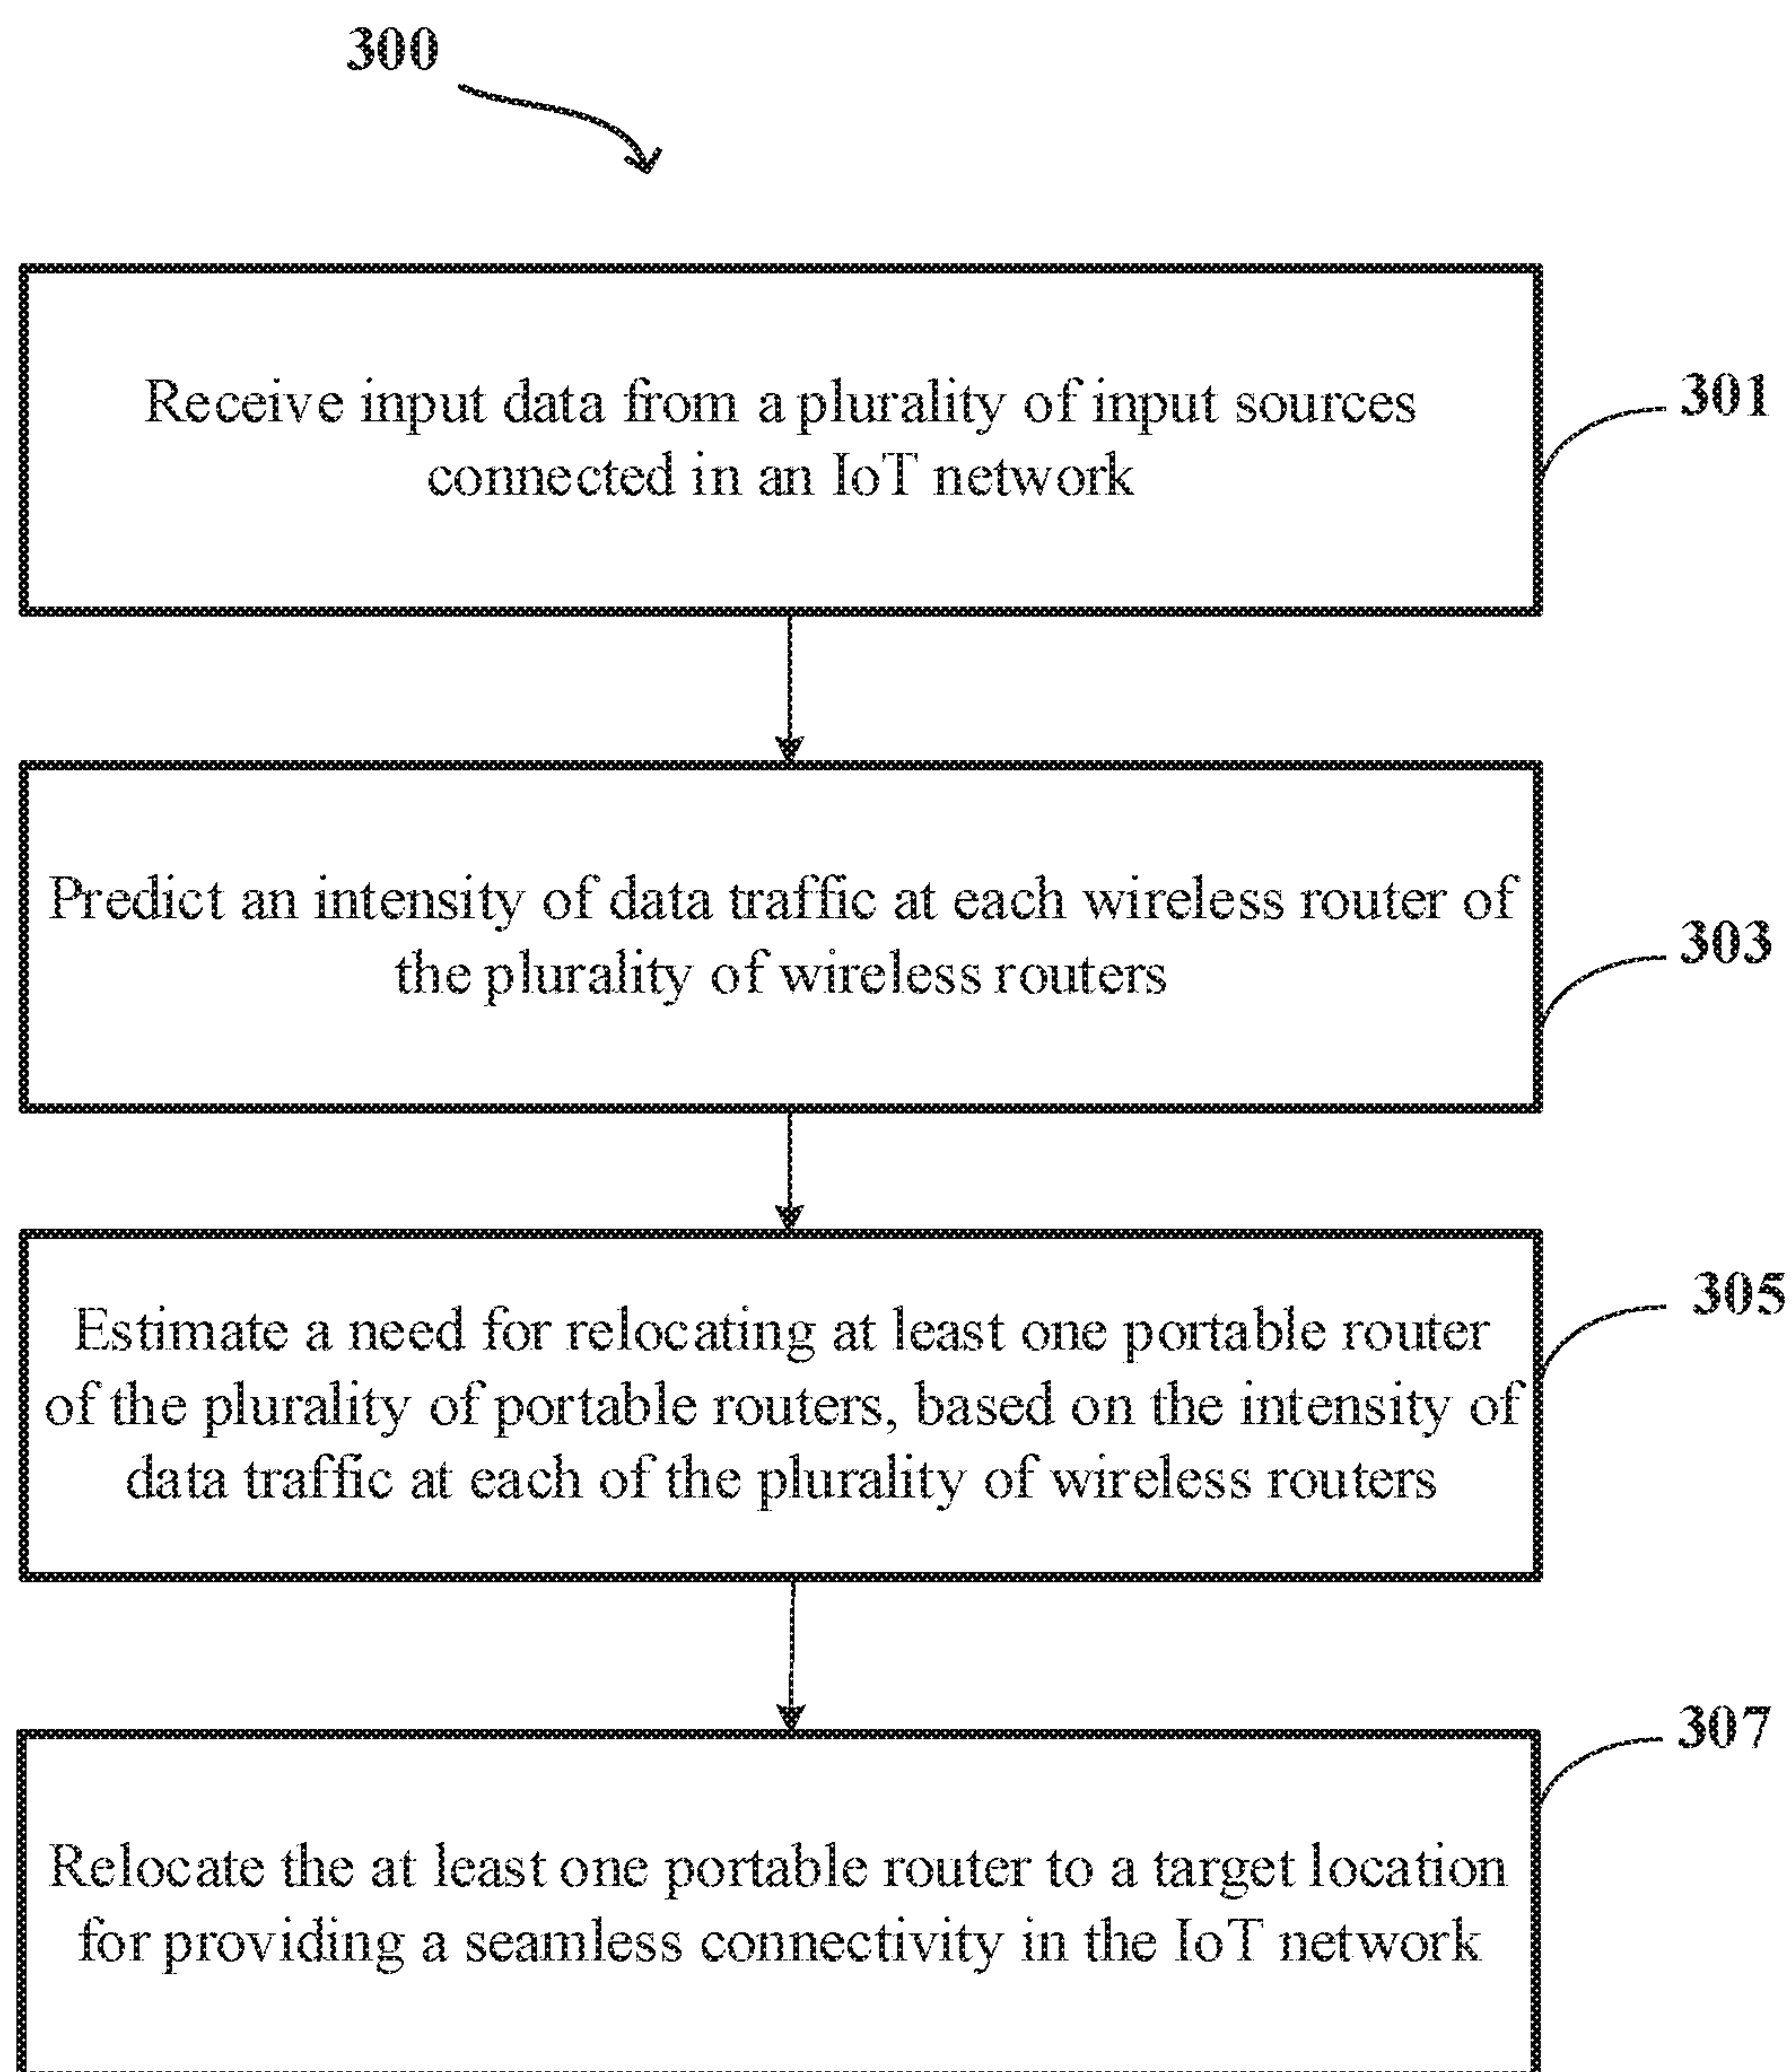 300
Receive input data from a plurality of input sources
connected in an IoT network
301
Predict an intensity of data traffic at each wireless router of
the plurality of wireless routers
303
Estimate a need for relocating at least one portable router
of the plurality of portable routers, based on the intensity of
data traffic at each of the plurality of wireless routers
305
Relocate the at least one portable router to a target location
for providing a seamless connectivity in the IoT network
307